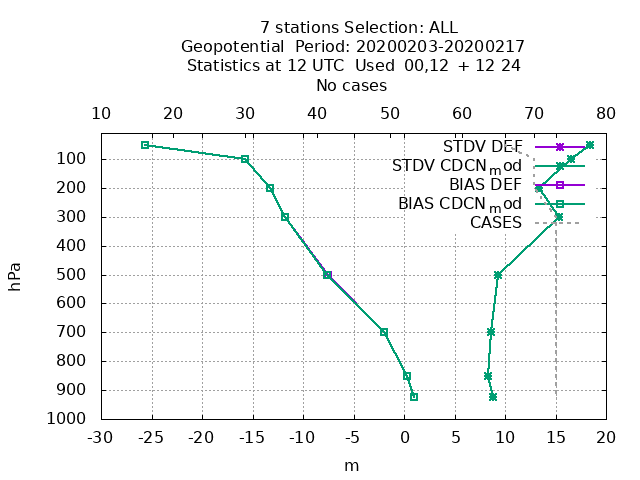 7 stations Selection: ALL
Geopotential  Period: 20200203-20200217
Statistics at 12 UTC  Used  00,12  + 12 24
No cases
10 20 30 40 50 60 70 80
STDV DEF
STDV CDCNmod
BIAS DEF
BIAS CDCNmod
CASES
hPa
100
200
300
400
500
600
700
800
900
1000
-30 -25 -20 -15 -10 -5 0 5 10 15 20
m